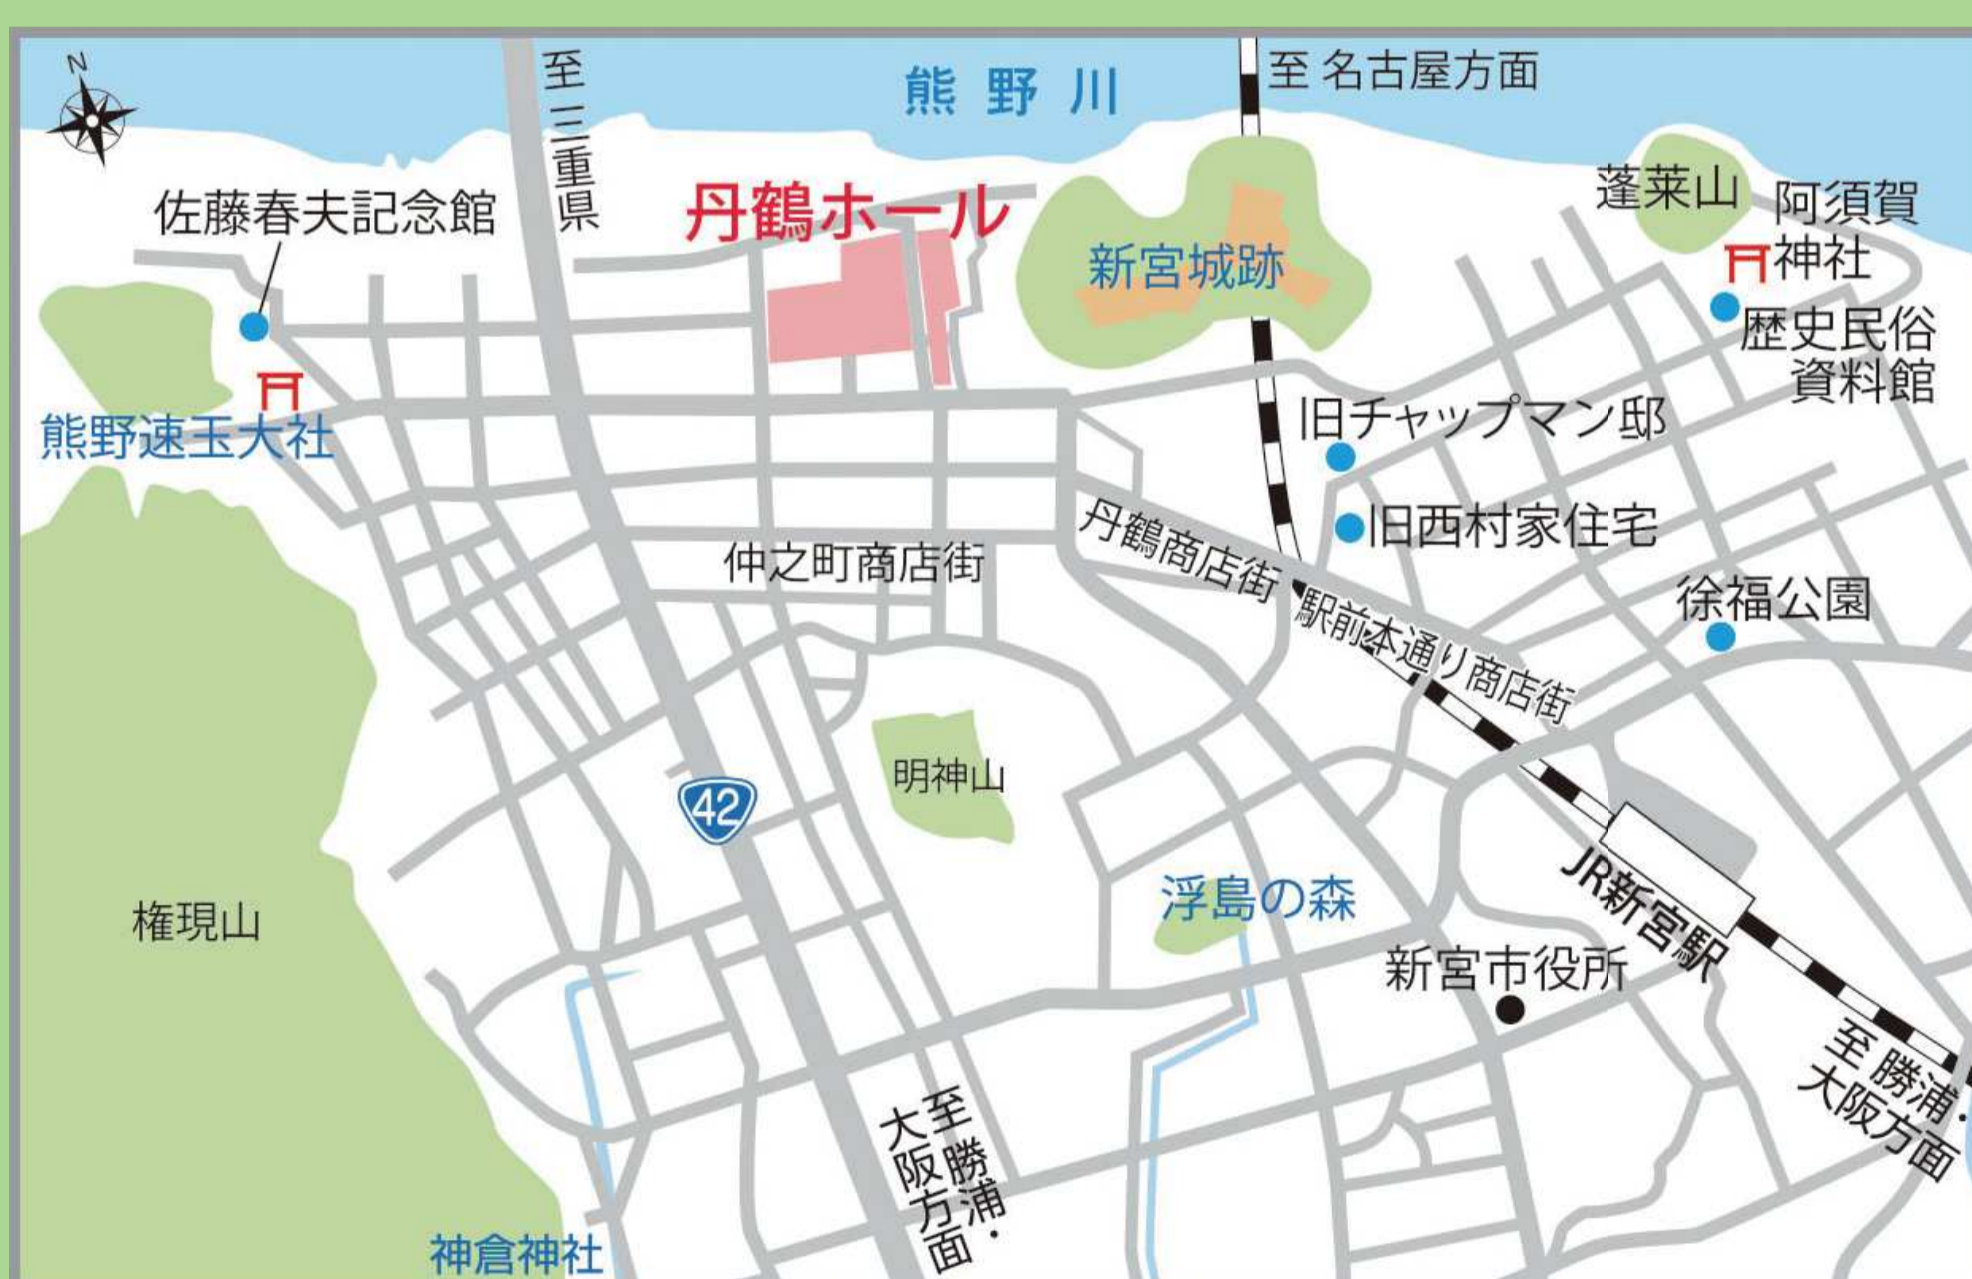 N
至 三重県
熊野川
至 名古屋方面
佐藤春夫記念館
丹鶴ホール
新宮城跡
蓬莱山
阿須賀
神社
歴史民俗
資料館
熊野速玉大社
旧チャップマン邸
旧西村家住宅
丹鶴商店街
仲之町商店街
駅前本通り商店街
徐福公園
明神山
42
浮島の森
権現山
JR新宮駅
新宮市役所
至 勝浦・
大阪方面
至 勝浦・
大阪方面
神倉神社